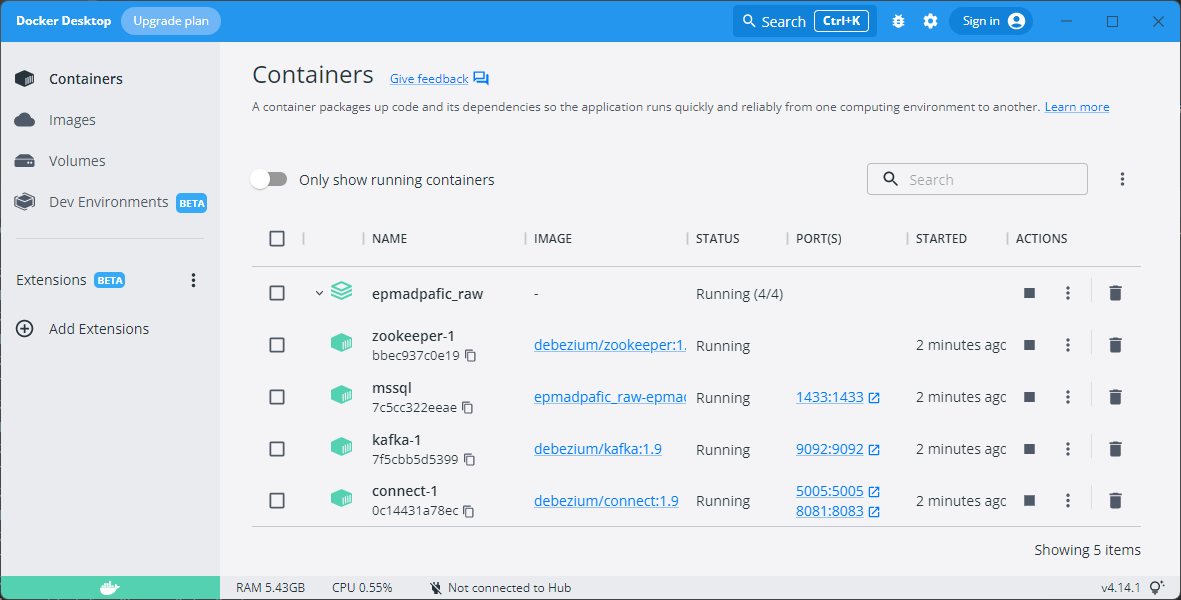 Docker Desktop Upgrade plan Search Ctrl+K Sign in
Containers
Images
Volumes
Dev Environments BETA
Extensions BETA
Add Extensions
Containers Give feedback
A container packages up code and its dependencies so the application runs quickly and reliably from one computing environment to another. Learn more
Only show running containers Search
NAME IMAGE STATUS PORT(S) STARTED ACTIONS
epmadpafic_raw - Running (4/4)
zookeeper-1
bbec937c0e19 debezium/zookeeper:1. Running 2 minutes agc
mssql
7c5cc322eeae epmadpafic_raw-epmac Running 1433:1433 2 minutes agc
kafka-1
7f5cbb5d5399 debezium/kafka:1.9 Running 9092:9092 2 minutes agc
connect-1
0c14431a78ec debezium/connect:1.9 Running 5005:5005 2 minutes agc
8081:8083
Showing 5 items
RAM 5.43GB CPU 0.55% Not connected to Hub v4.14.1